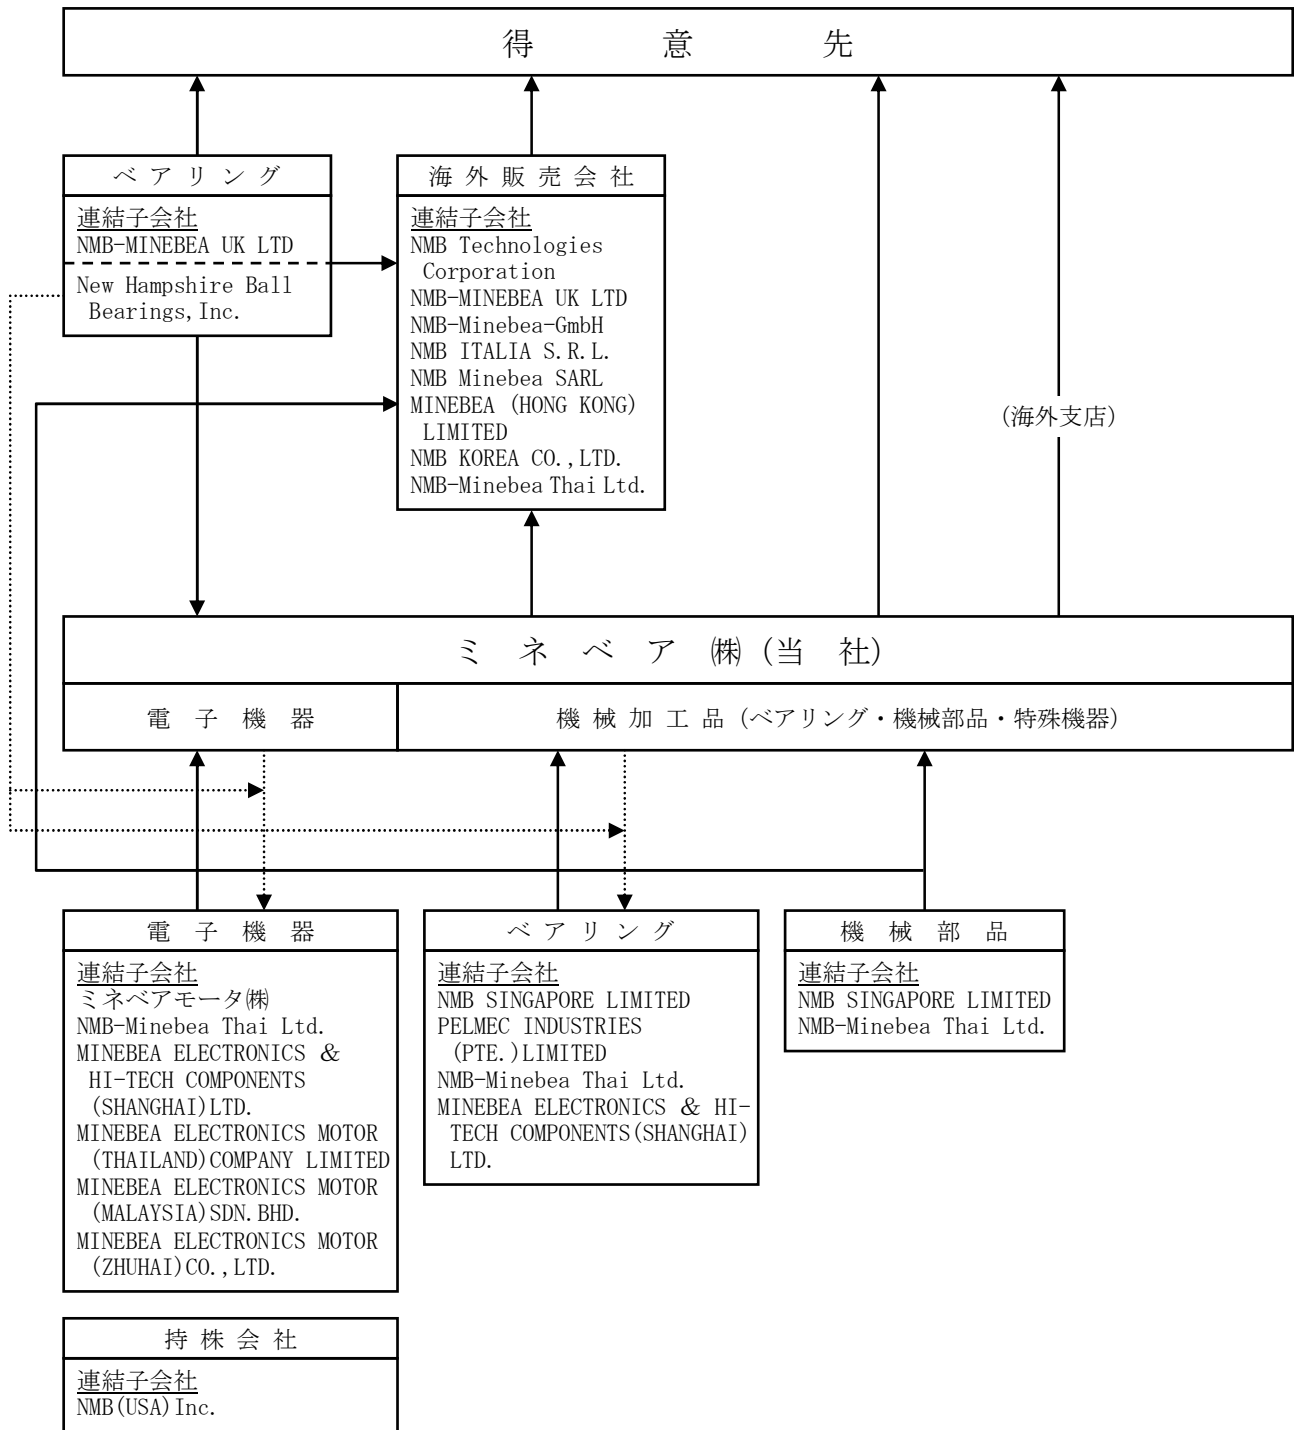 得意先
ベアリング
連結子会社
NMB-MINEBEA UK LTD
New Hampshire Ball
Bearings,Inc.
海外販売会社
連結子会社
NMB Technologies
Corporation
NMB-MINEBEA UK LTD
NMB-Minebea-GmbH
NMB ITALIA S.R.L.
NMB Minebea SARL
MINEBEA (HONG KONG)
LIMITED
NMB KOREA CO.,LTD.
NMB-Minebea Thai Ltd.
(海外支店)
ミネベア㈱(当社)
電子機器
機械加工品(ベアリング・機械部品・特殊機器)
電子機器
連結子会社
ミネベアモータ㈱
NMB-Minebea Thai Ltd.
MINEBEA ELECTRONICS &
HI-TECH COMPONENTS
(SHANGHAI)LTD.
MINEBEA ELECTRONICS MOTOR
(THAILAND)COMPANY LIMITED
MINEBEA ELECTRONICS MOTOR
(MALAYSIA)SDN.BHD.
MINEBEA ELECTRONICS MOTOR
(ZHUHAI)CO.,LTD.
ベアリング
連結子会社
NMB SINGAPORE LIMITED
PELMEC INDUSTRIES
(PTE.)LIMITED
NMB-Minebea Thai Ltd.
MINEBEA ELECTRONICS & HI-
TECH COMPONENTS(SHANGHAI)
LTD.
機械部品
連結子会社
NMB SINGAPORE LIMITED
NMB-Minebea Thai Ltd.
持株会社
連結子会社
NMB(USA)Inc.